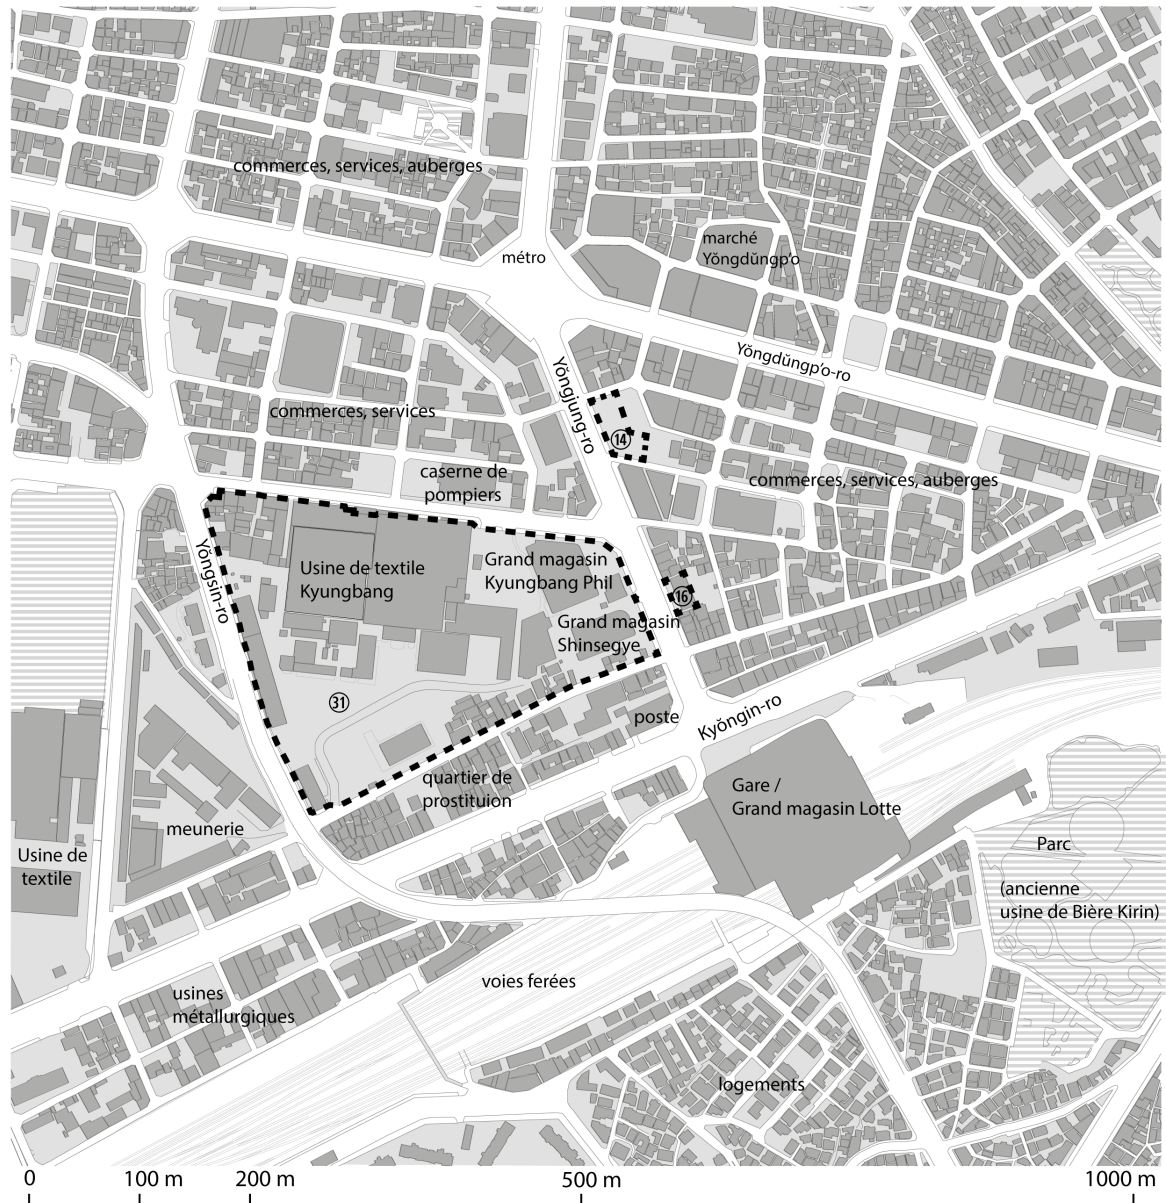 commerces, services, auberges
marché
Yŏngdŭngp'o
métro
Yŏngdŭngp'o-ro
Yŏngjung-ro
commerces, services
⑭
caserne de
pompiers
commerces, services, auberges
Yŏngsin-ro
Usine de textile
Kyungbang
Grand magasin
Kyungbang Phil
⑯
Grand magasin
Shinsegye
㉛
poste
Kyŏngin-ro
quartier de
prostituion
Gare /
Grand magasin Lotte
meunerie
Usine de
textile
Parc
(ancienne
usine de Bière Kirin)
voies ferées
usines
métallurgiques
logements
0 100 m 200 m 500 m 1000 m